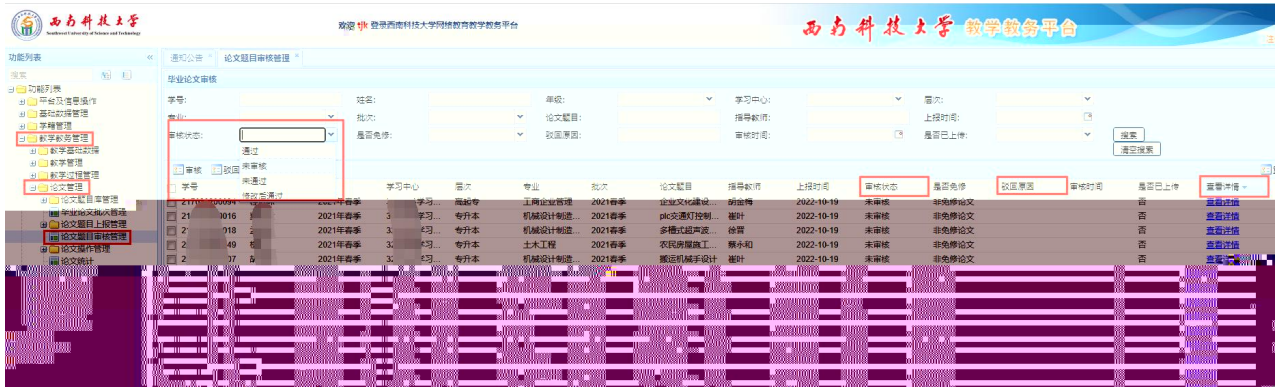 西南科技大学
Southwest University of Science and Technology
欢迎 tjlk 登录西南科技大学网络教育教学教务平台
西南科技大学 教学教务平台
功能列表
通知公告 论文题目审核管理
搜索
毕业论文审核
功能列表
平台及信息操作
基础数据管理
学籍管理
教学教务管理
教学基础数据
教学管理
教学过程管理
论文管理
论文题目库管理
毕业论文批次管理
论文题目上报管理
论文题目审核管理
论文操作管理
论文统计
学号: 姓名: 年级: 学习中心: 层次:
专业: 批次: 论文题目: 指导教师: 上报时间:
审核状态: 是否免修: 驳回原因: 审核时间: 是否已上传: 搜索
清空搜索
通过
未审核
未通过
修改后通过
审核 驳回
学号 学习中心 层次 专业 批次 论文题目 指导教师 上报时间 审核状态 是否免修 驳回原因 审核时间 是否已上传 查看详情
2021年春季 学习... 高起专 工商企业管理 2021春季 企业文化建设... 胡金梅 2022-10-19 未审核 非免修论文 否 查看详情
0016 2021年春季 学习... 专升本 机械设计制造... 2021春季 plc交通灯控制... 崔叶 2022-10-19 未审核 非免修论文 否 查看详情
018 2021年春季 专升本 机械设计制造... 2021春季 多槽式超声波... 徐晋 2022-10-19 未审核 非免修论文 否 查看详情
49 2021年春季 专升本 土木工程 2021春季 农民房屋施工... 蔡永和 2022-10-19 未审核 非免修论文 否 查看详情
07 2021年春季 专升本 机械设计制造... 2021春季 搬运机械手设计 崔叶 2022-10-19 未审核 非免修论文 否 查看详情